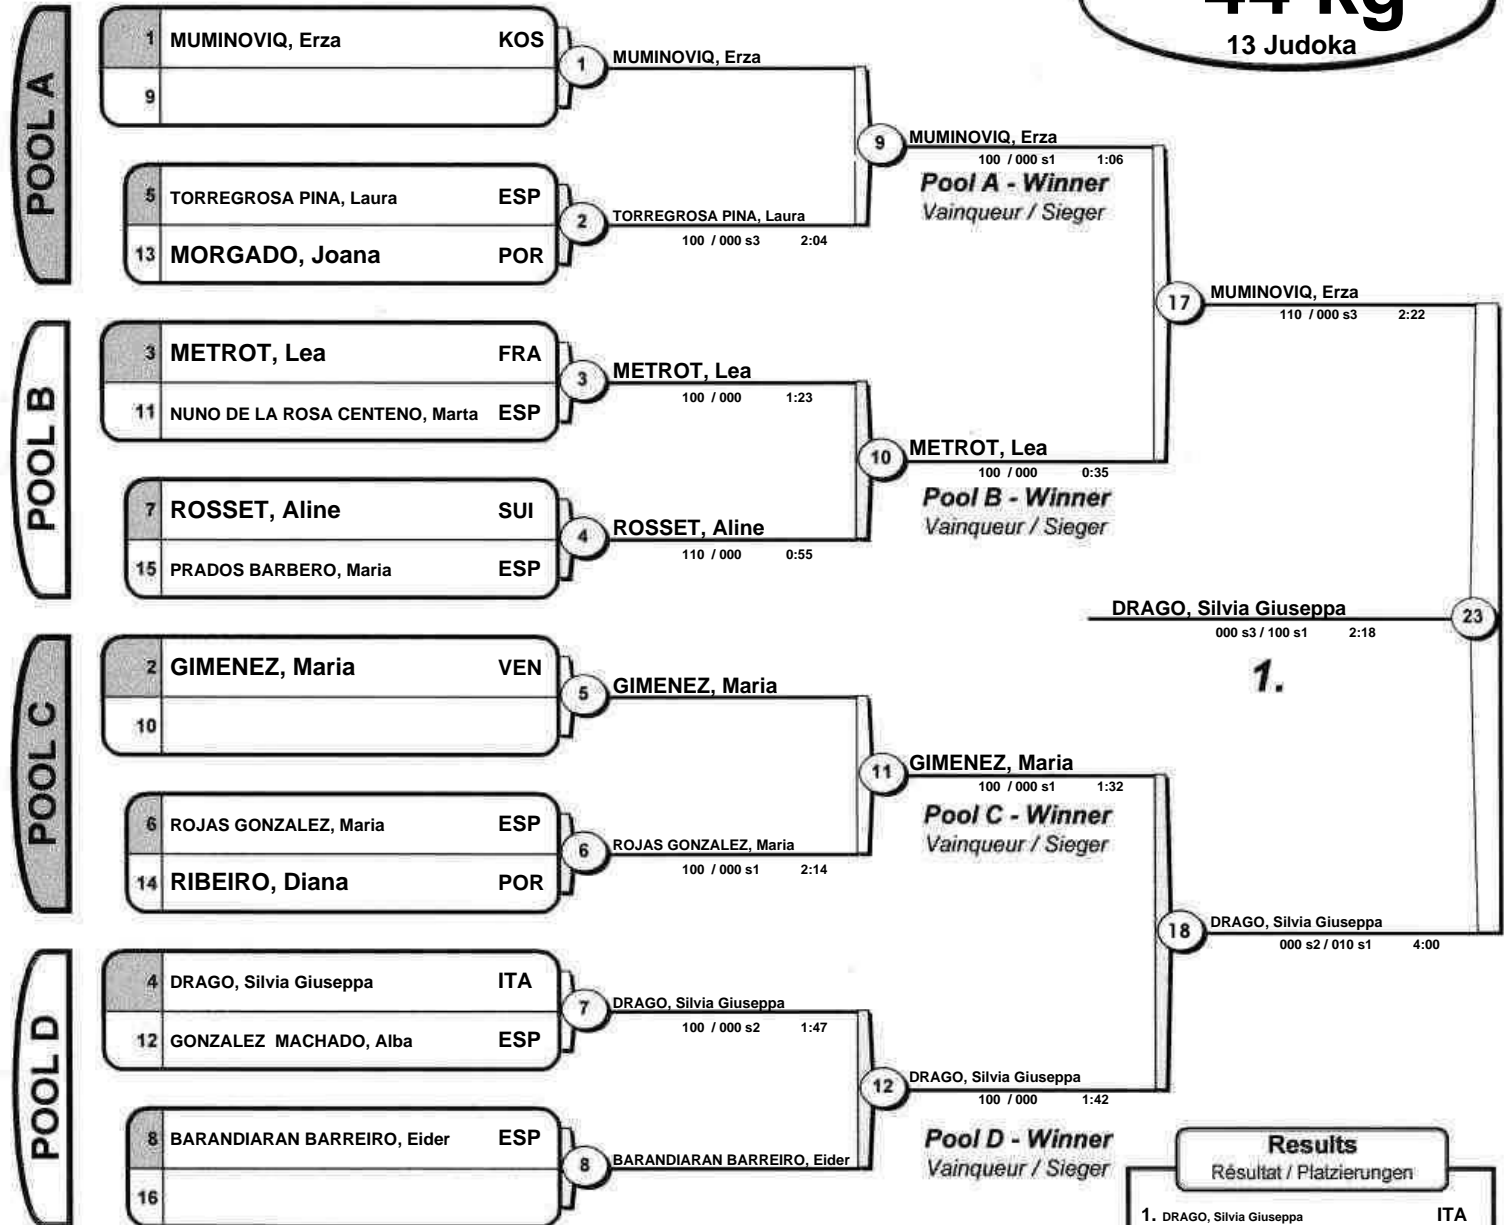 44 kg
13 Judoka
POOL A
1 MUMINOVIQ, Erza KOS
9
1 MUMINOVIQ, Erza
5 TORREGROSA PINA, Laura ESP
13 MORGADO, Joana POR
2 TORREGROSA PINA, Laura
100 / 000 s3 2:04
9 MUMINOVIQ, Erza
100 / 000 s1 1:06
Pool A - Winner
Vainqueur / Sieger
POOL B
3 METROT, Lea FRA
11 NUNO DE LA ROSA CENTENO, Marta ESP
3 METROT, Lea
100 / 000 1:23
7 ROSSET, Aline SUI
15 PRADOS BARBERO, Maria ESP
4 ROSSET, Aline
110 / 000 0:55
10 METROT, Lea
100 / 000 0:35
Pool B - Winner
Vainqueur / Sieger
17 MUMINOVIQ, Erza
110 / 000 s3 2:22
DRAGO, Silvia Giuseppa 23
000 s3 / 100 s1 2:18
1.
POOL C
2 GIMENEZ, Maria VEN
10
5 GIMENEZ, Maria
6 ROJAS GONZALEZ, Maria ESP
14 RIBEIRO, Diana POR
6 ROJAS GONZALEZ, Maria
100 / 000 s1 2:14
11 GIMENEZ, Maria
100 / 000 s1 1:32
Pool C - Winner
Vainqueur / Sieger
18 DRAGO, Silvia Giuseppa
000 s2 / 010 s1 4:00
POOL D
4 DRAGO, Silvia Giuseppa ITA
12 GONZALEZ MACHADO, Alba ESP
7 DRAGO, Silvia Giuseppa
100 / 000 s2 1:47
8 BARANDIARAN BARREIRO, Eider ESP
16
8 BARANDIARAN BARREIRO, Eider
12 DRAGO, Silvia Giuseppa
100 / 000 1:42
Pool D - Winner
Vainqueur / Sieger
Results
Résultat / Platzierungen
1. DRAGO, Silvia Giuseppa ITA